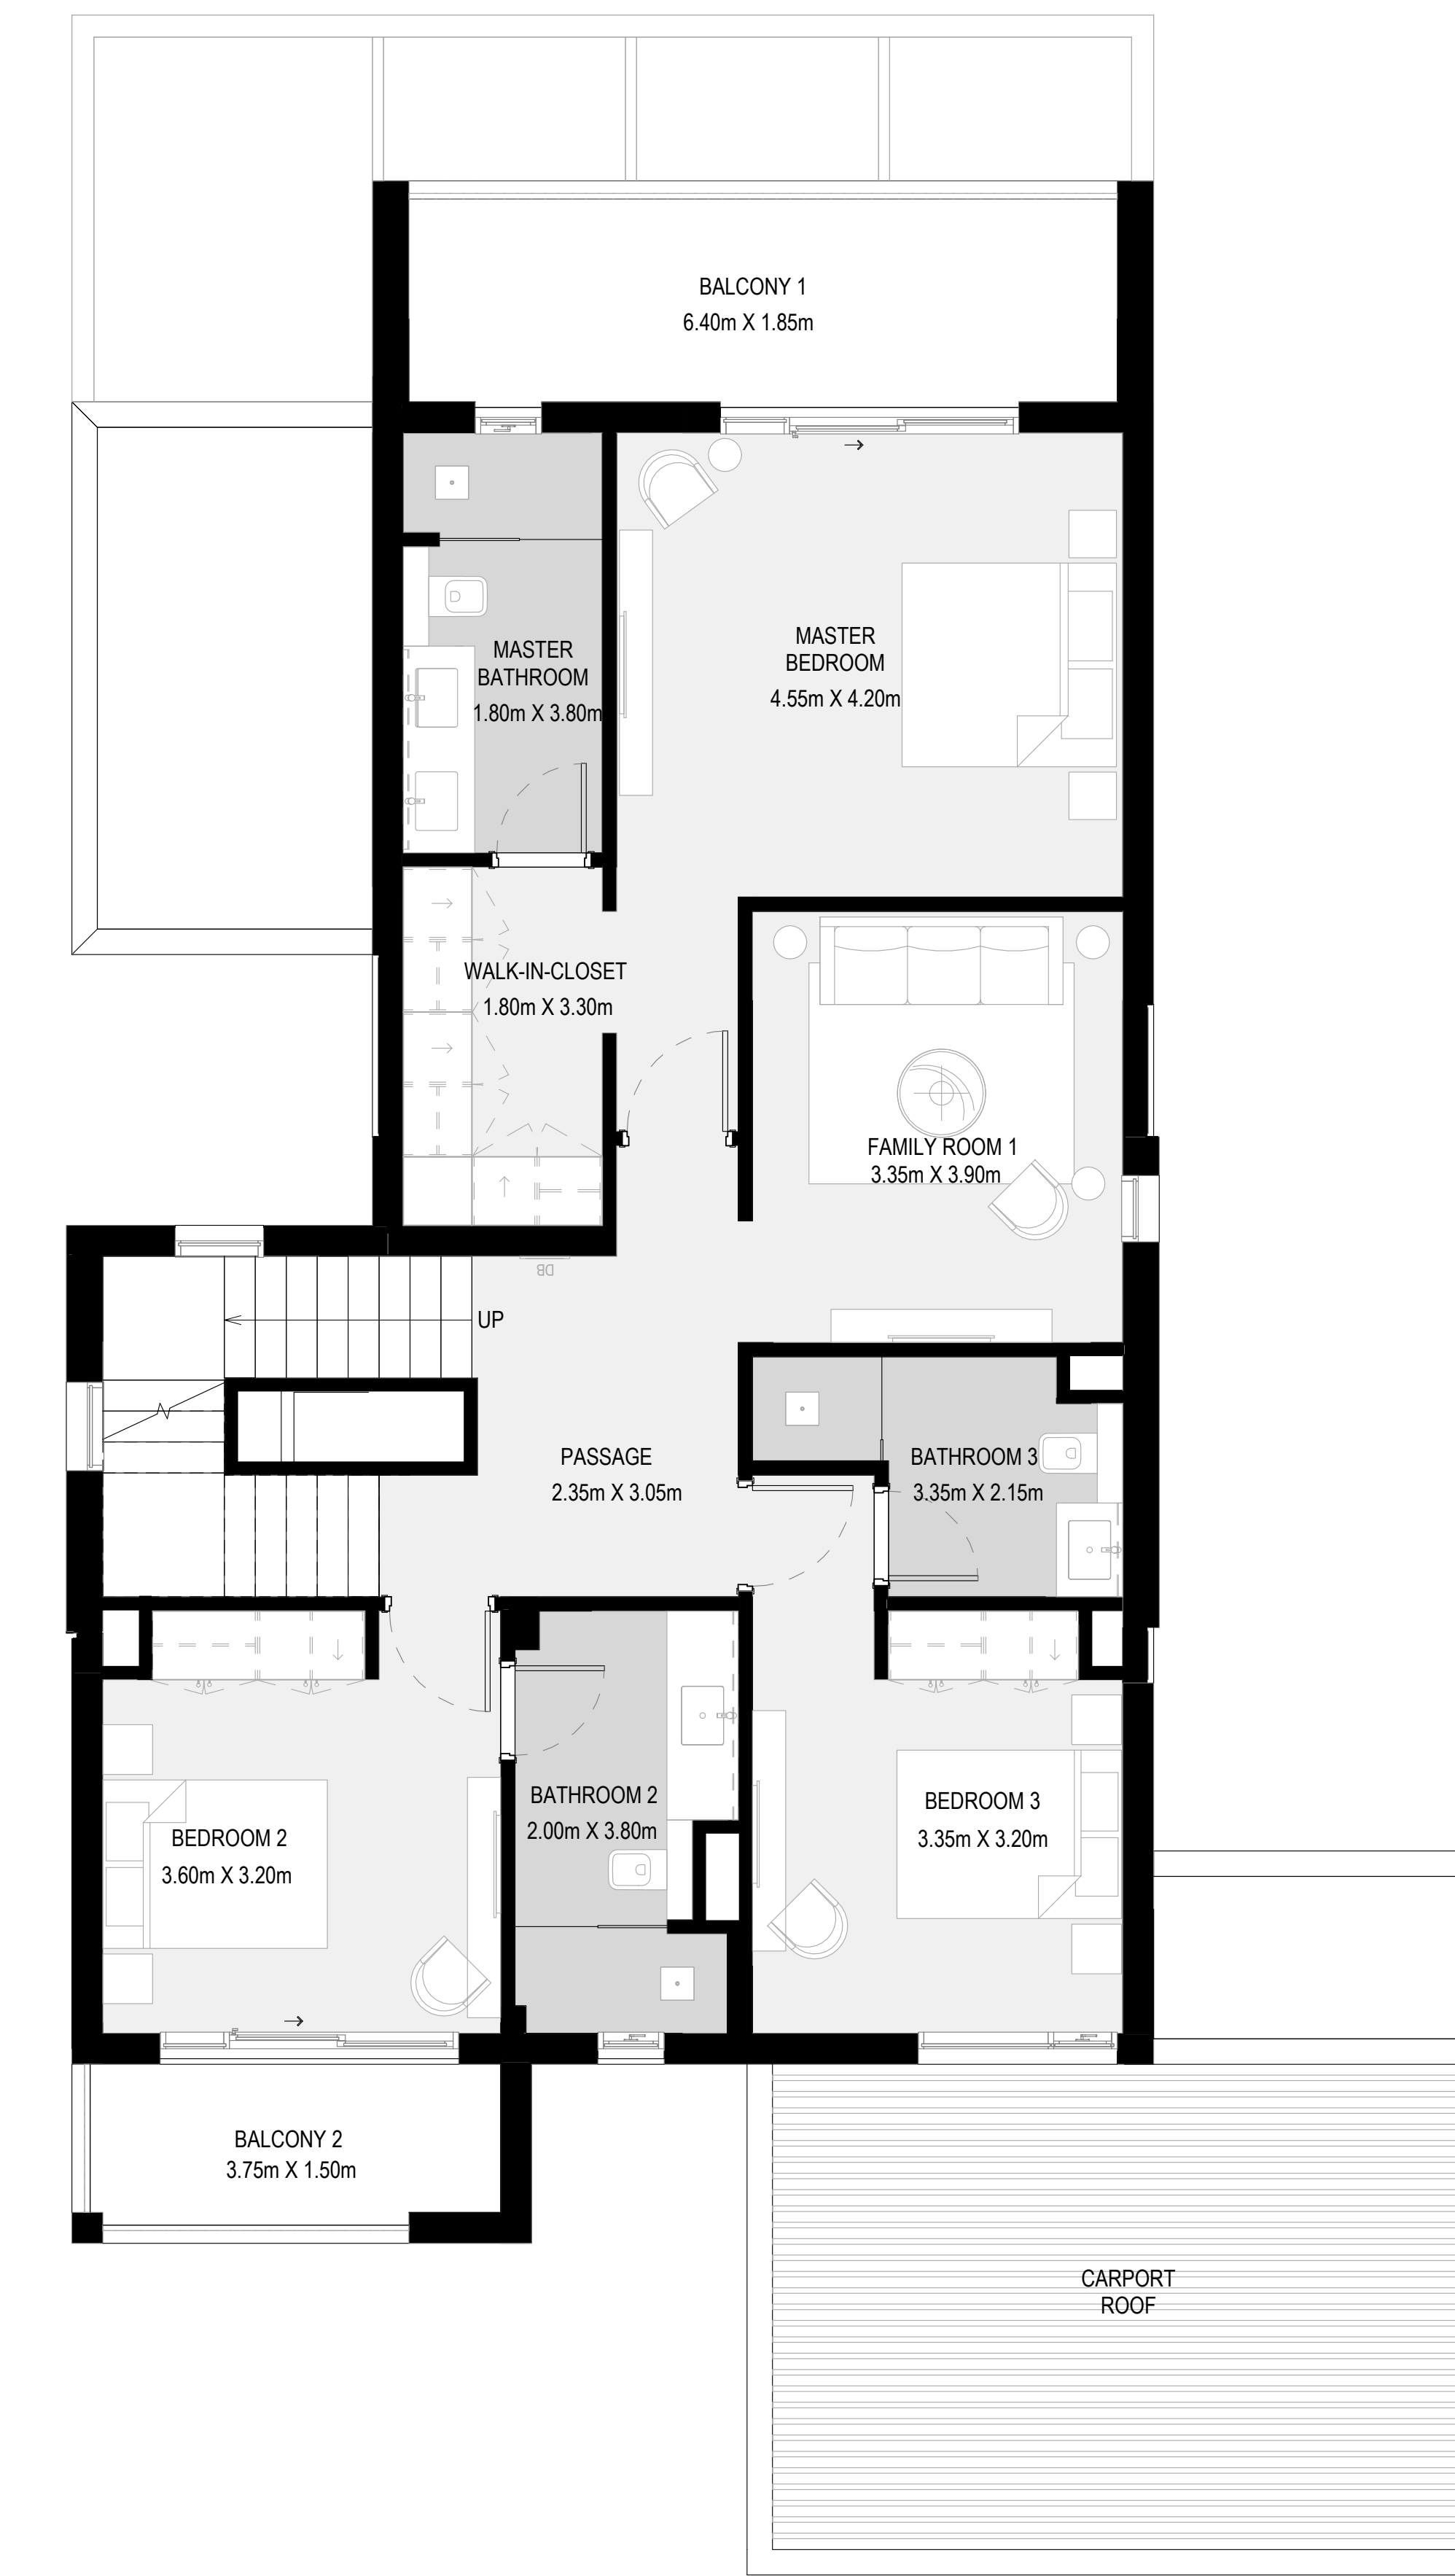 BALCONY 1
6.40m X 1.85m
MASTER
BATHROOM
1.80m X 3.80m
MASTER
BEDROOM
4.55m X 4.20m
WALK-IN-CLOSET
1.80m X 3.30m
FAMILY ROOM 1
3.35m X 3.90m
DB
UP
PASSAGE
2.35m X 3.05m
BATHROOM 3
3.35m X 2.15m
BEDROOM 2
3.60m X 3.20m
BATHROOM 2
2.00m X 3.80m
BEDROOM 3
3.35m X 3.20m
BALCONY 2
3.75m X 1.50m
CARPORT
ROOF